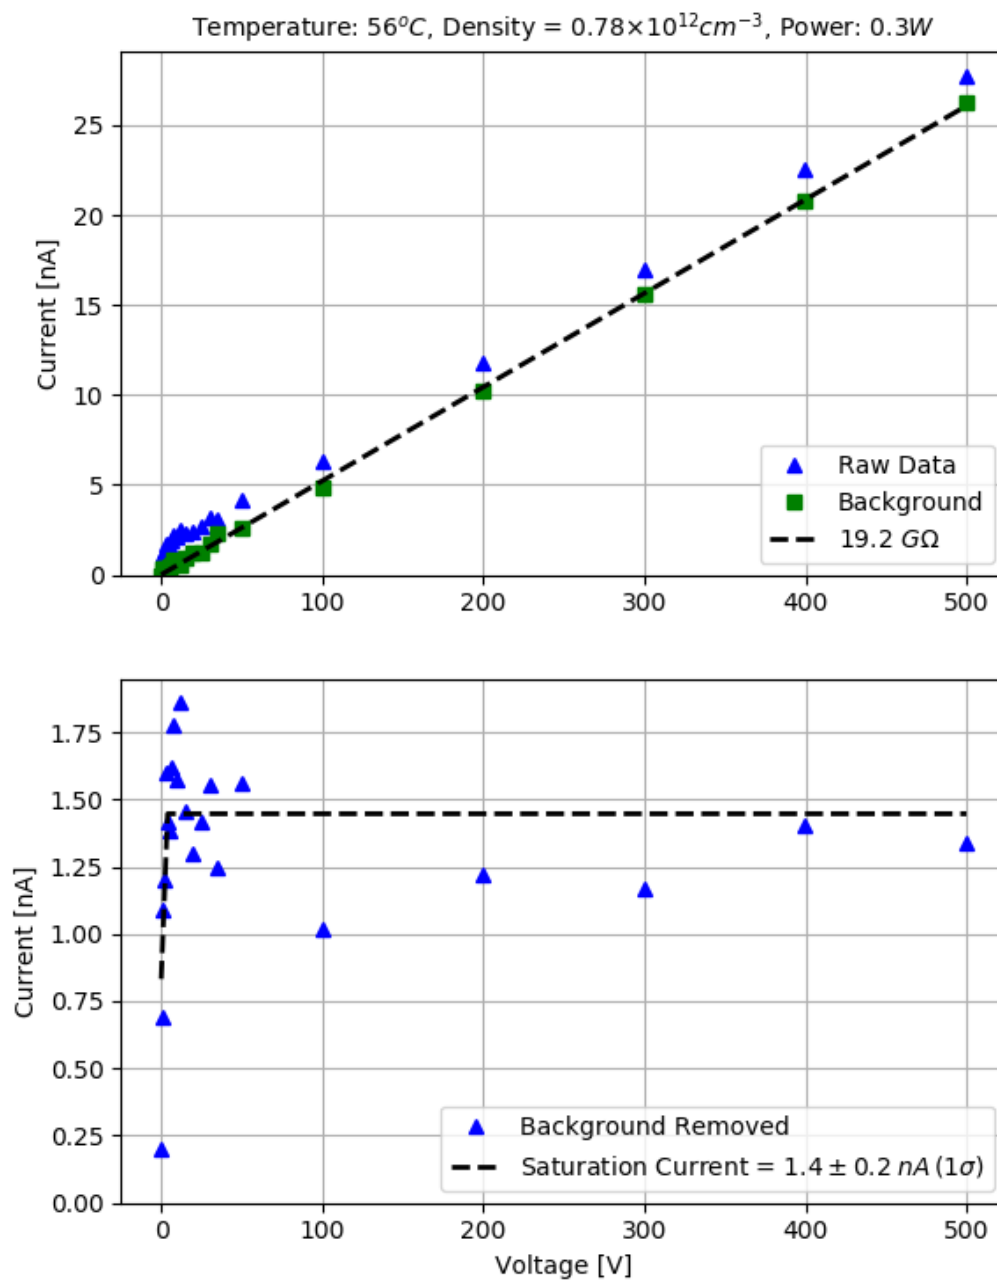 Temperature: 56°C, Density = 0.78×10¹²cm⁻³, Power: 0.3W
25
20
15
10
5
0
Current [nA]
Raw Data
Background
19.2 GΩ
0 100 200 300 400 500
1.75
1.50
1.25
1.00
0.75
0.50
0.25
0.00
Current [nA]
Background Removed
Saturation Current = 1.4 ± 0.2 nA (1σ)
0 100 200 300 400 500
Voltage [V]